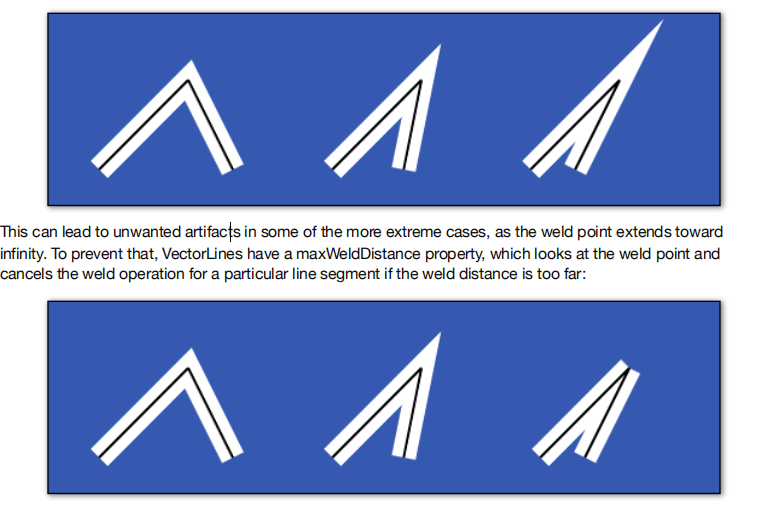 This can lead to unwanted artifacts in some of the more extreme cases, as the weld point extends toward
infinity. To prevent that, VectorLines have a maxWeldDistance property, which looks at the weld point and
cancels the weld operation for a particular line segment if the weld distance is too far: